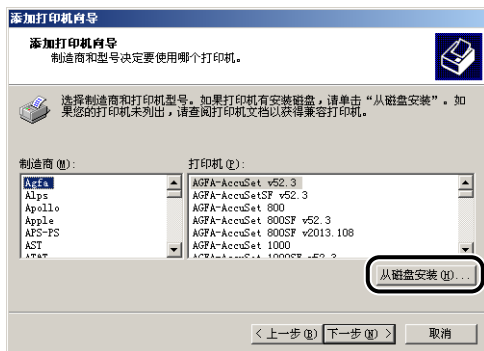 添加打印机向导
添加打印机向导
制造商和型号决定要使用哪个打印机。
选择制造商和打印机型号。如果打印机有安装磁盘，请单击“从磁盘安装”。如
果您的打印机未列出，请查阅打印机文档以获得兼容打印机。
制造商(M):
打印机(P):
Agfa
Alps
Apollo
Apple
APS-PS
AST
AT&T
AGFA-AccuSet v52.3
AGFA-AccuSetSF v52.3
AGFA-AccuSet 800
AGFA-AccuSet 800SF v52.3
AGFA-AccuSet 800SF v2013.108
AGFA-AccuSet 1000
AGFA-AccuSet 1000SF v52.3
从磁盘安装(H)...
< 上一步(B)
下一步(N) >
取消